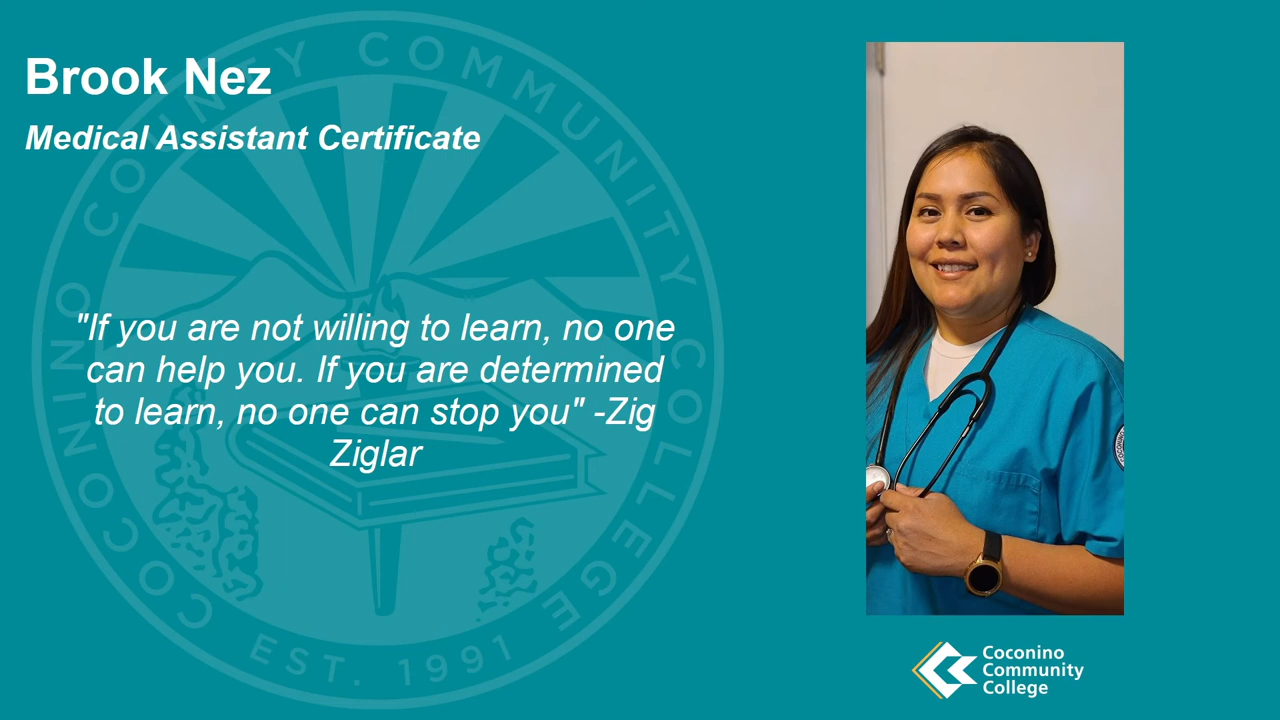 Brook Nez
Medical Assistant Certificate
"If you are not willing to learn, no one
can help you. If you are determined
to learn, no one can stop you" -Zig
Ziglar
COCONINO COUNTY COMMUNITY COLLEGE
EST. 1991
Coconino
Community
College